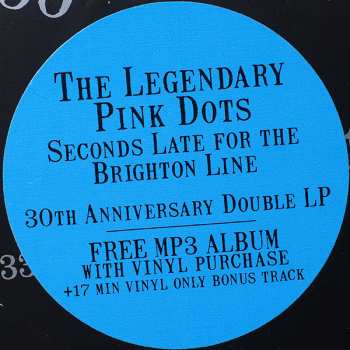 The Legendary
Pink Dots
Seconds Late for the
Brighton Line
30th Anniversary Double LP
FREE MP3 ALBUM
WITH VINYL PURCHASE
+17 MIN VINYL ONLY BONUS TRACK
33